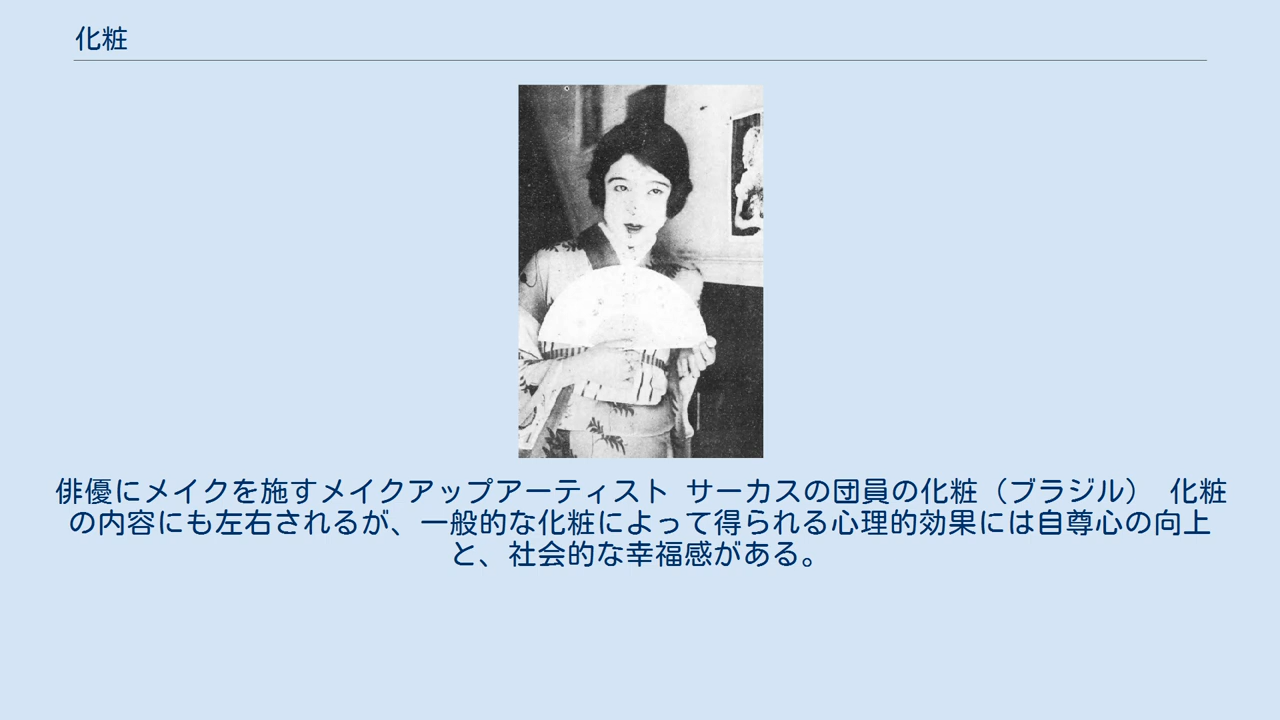 化粧
俳優にメイクを施すメイクアップアーティスト サーカスの団員の化粧（ブラジル） 化粧
の内容にも左右されるが、一般的な化粧によって得られる心理的効果には自尊心の向上
と、社会的な幸福感がある。